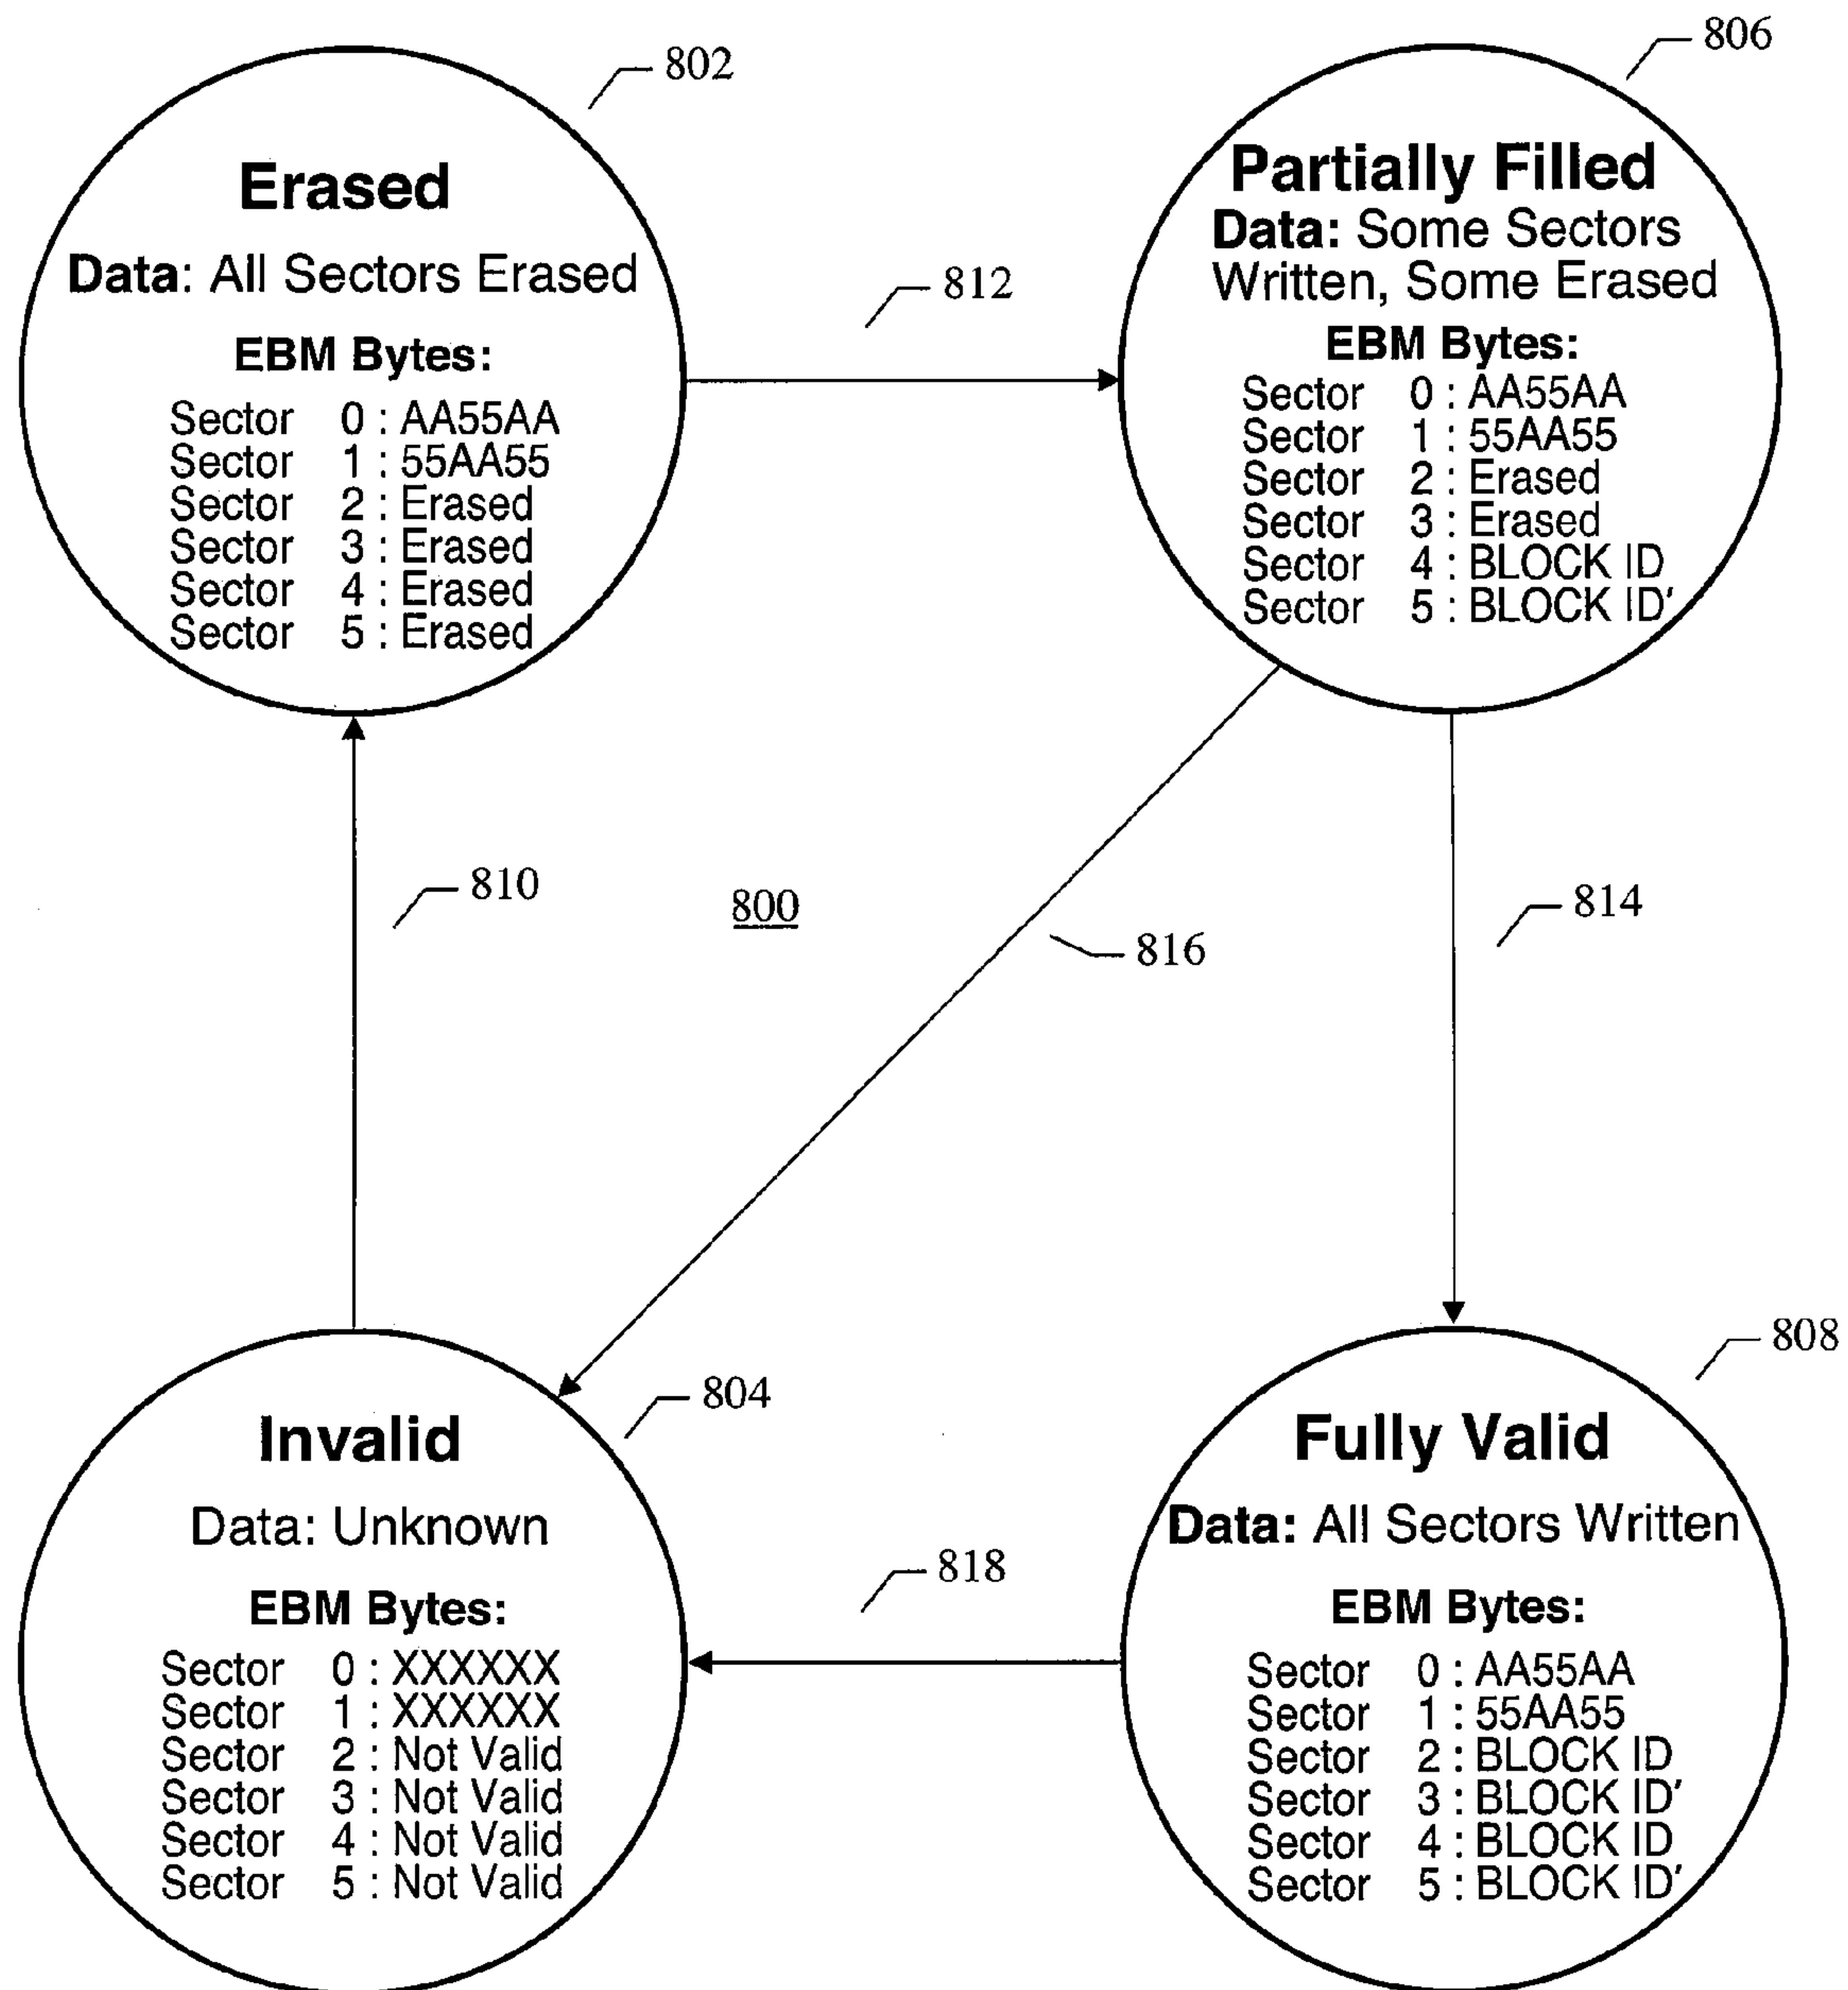 802
Erased
Data: All Sectors Erased
EBM Bytes:
Sector 0 : AA55AA
Sector 1 : 55AA55
Sector 2 : Erased
Sector 3 : Erased
Sector 4 : Erased
Sector 5 : Erased
806
Partially Filled
Data: Some Sectors
Written, Some Erased
EBM Bytes:
Sector 0 : AA55AA
Sector 1 : 55AA55
Sector 2 : Erased
Sector 3 : Erased
Sector 4 : BLOCK ID
Sector 5 : BLOCK ID'
812
810
800
816
814
804
Invalid
Data: Unknown
EBM Bytes:
Sector 0 : XXXXXX
Sector 1 : XXXXXX
Sector 2 : Not Valid
Sector 3 : Not Valid
Sector 4 : Not Valid
Sector 5 : Not Valid
818
808
Fully Valid
Data: All Sectors Written
EBM Bytes:
Sector 0 : AA55AA
Sector 1 : 55AA55
Sector 2 : BLOCK ID
Sector 3 : BLOCK ID'
Sector 4 : BLOCK ID
Sector 5 : BLOCK ID'